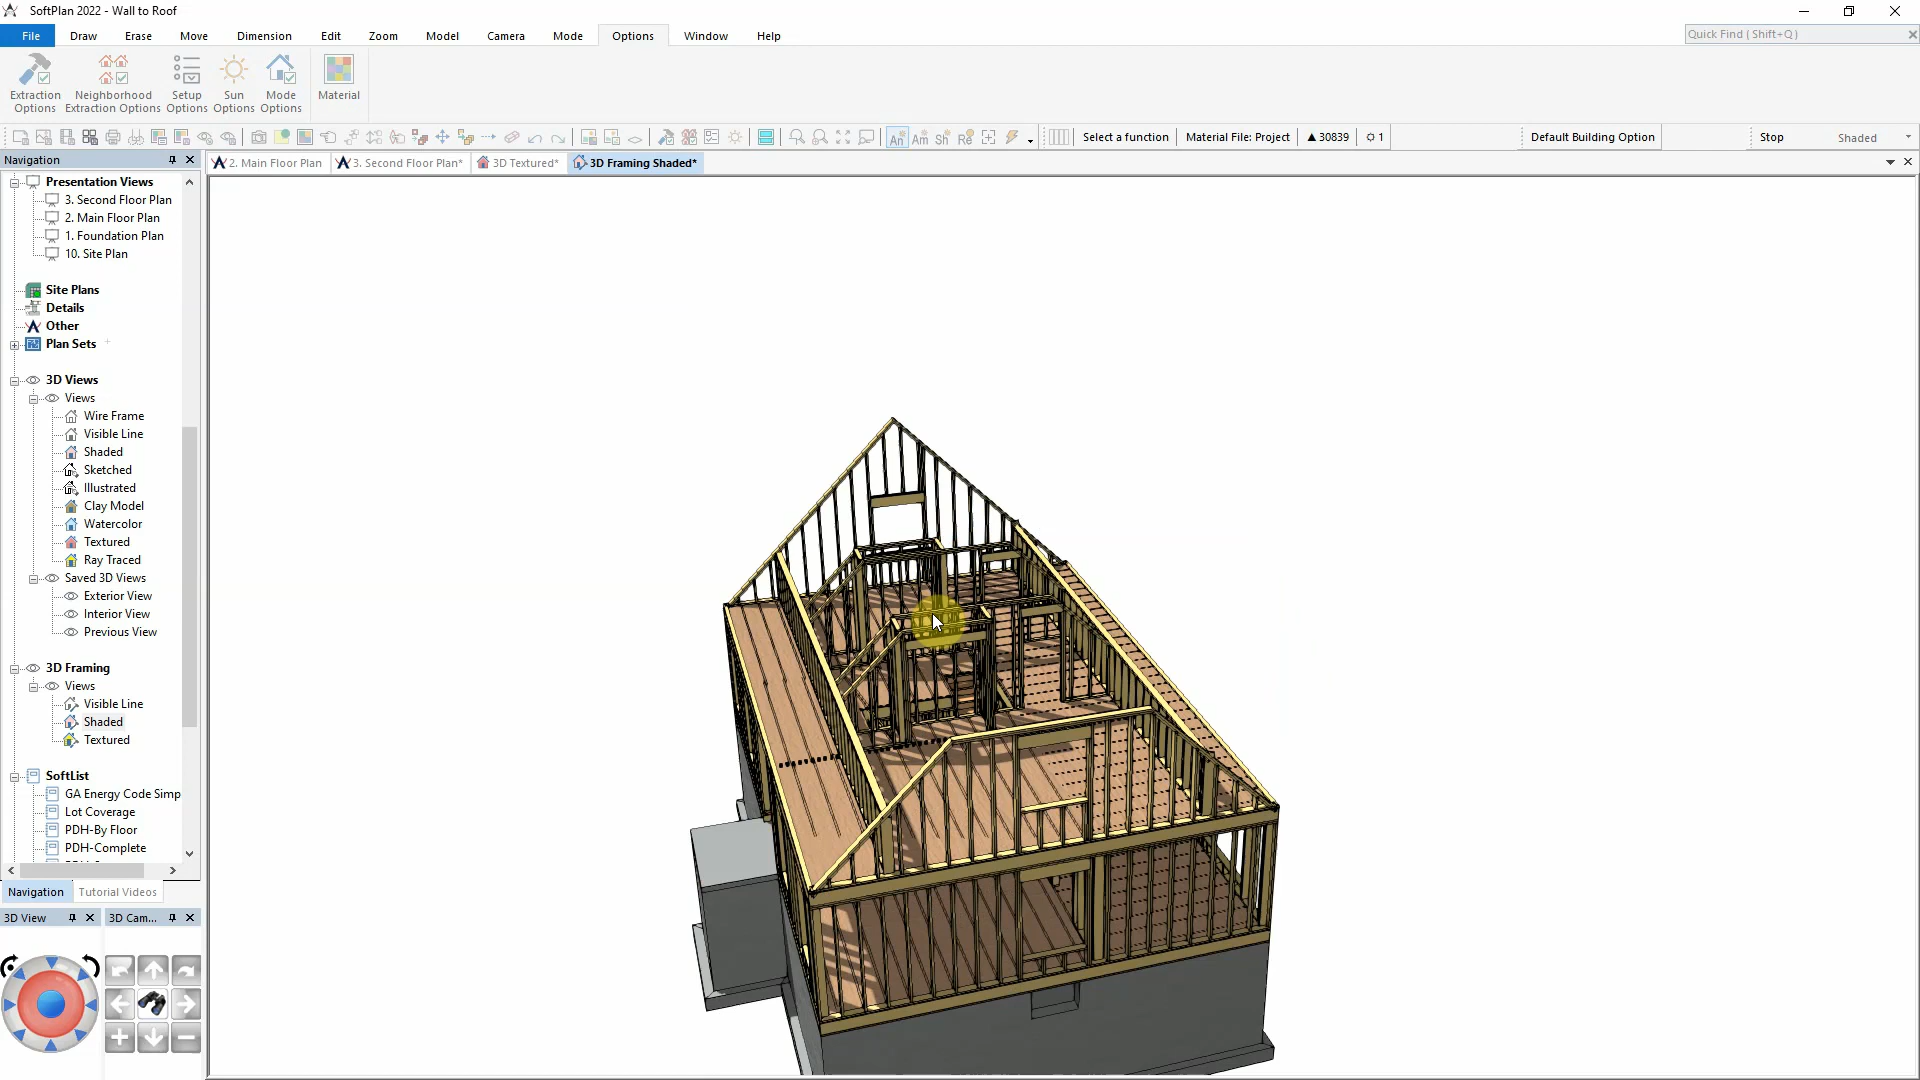 SoftPlan 2022 - Wall to Roof
File Draw Erase Move Dimension Edit Zoom Model Camera Mode Options Window Help
Quick Find ( Shift+Q )
Extraction Options
Neighborhood Extraction Options
Setup Options
Sun Options
Mode Options
Material
An Am Sh Re
Select a function
Material File: Project
30839
1
Default Building Option
Stop
Shaded
Navigation
2. Main Floor Plan
3. Second Floor Plan*
3D Textured*
3D Framing Shaded*
Presentation Views
3. Second Floor Plan
2. Main Floor Plan
1. Foundation Plan
10. Site Plan
Site Plans
Details
Other
Plan Sets
3D Views
Views
Wire Frame
Visible Line
Shaded
Sketched
Illustrated
Clay Model
Watercolor
Textured
Ray Traced
Saved 3D Views
Exterior View
Interior View
Previous View
3D Framing
Views
Visible Line
Shaded
Textured
SoftList
GA Energy Code Simp
Lot Coverage
PDH-By Floor
PDH-Complete
Navigation
Tutorial Videos
3D View
3D Cam...